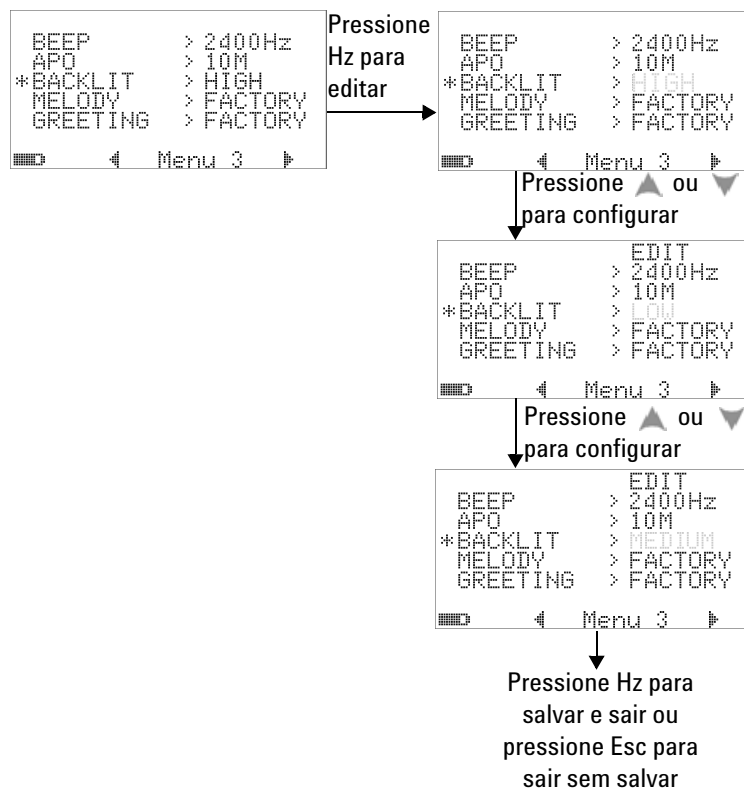 BEEP > 2400Hz
APO > 10M
*BACKLIT > HIGH
MELODY > FACTORY
GREETING > FACTORY
Menu 3
Pressione
Hz para
editar
BEEP > 2400Hz
APO > 10M
*BACKLIT > HIGH
MELODY > FACTORY
GREETING > FACTORY
Menu 3
Pressione ou
para configurar
EDIT
BEEP > 2400Hz
APO > 10M
*BACKLIT > LOW
MELODY > FACTORY
GREETING > FACTORY
Menu 3
Pressione ou
para configurar
EDIT
BEEP > 2400Hz
APO > 10M
*BACKLIT > MEDIUM
MELODY > FACTORY
GREETING > FACTORY
Menu 3
Pressione Hz para
salvar e sair ou
pressione Esc para
sair sem salvar